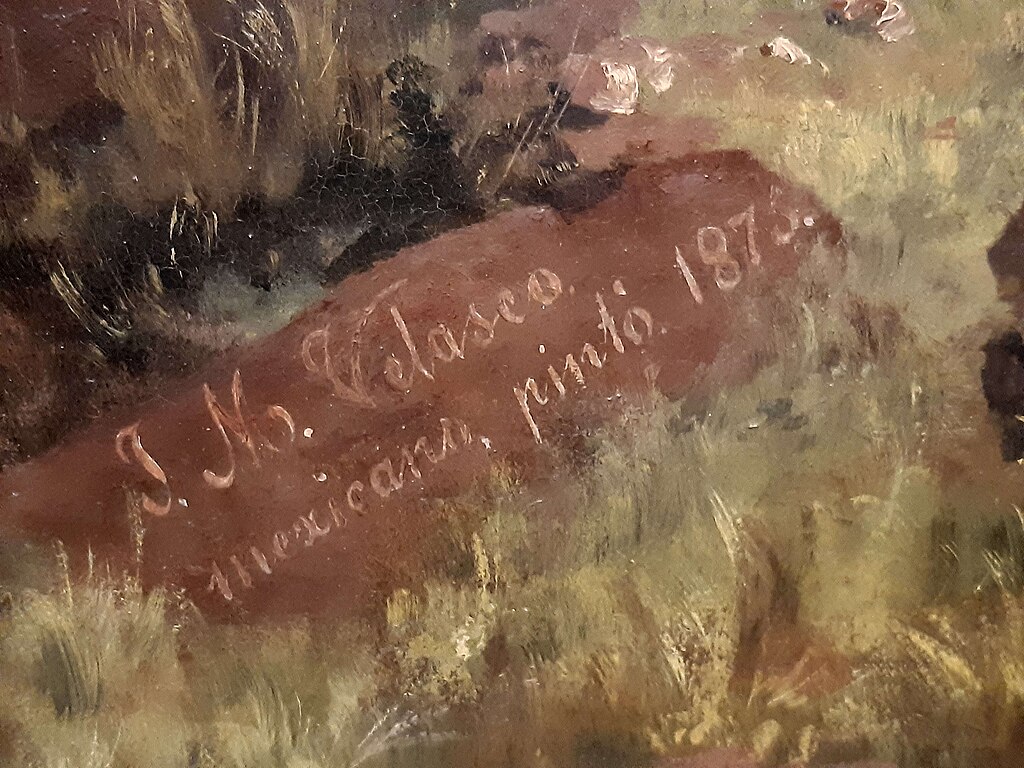 J. M. Velasco.
mexicano, pintó. 1875.